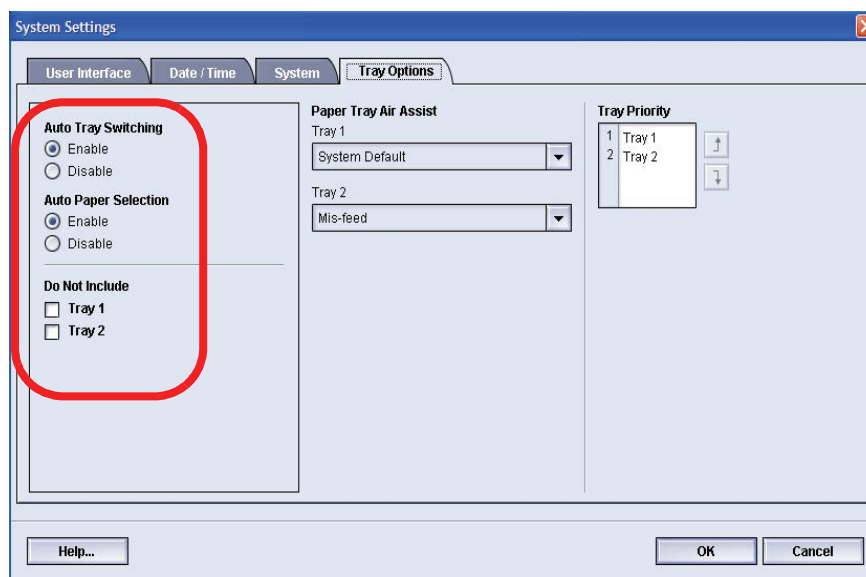 System Settings
User Interface
Date / Time
System
Tray Options
Auto Tray Switching
Enable
Disable
Auto Paper Selection
Enable
Disable
Do Not Include
Tray 1
Tray 2
Paper Tray Air Assist
Tray 1
System Default
Tray 2
Mis-feed
Tray Priority
1 Tray 1
2 Tray 2
Help...
OK
Cancel